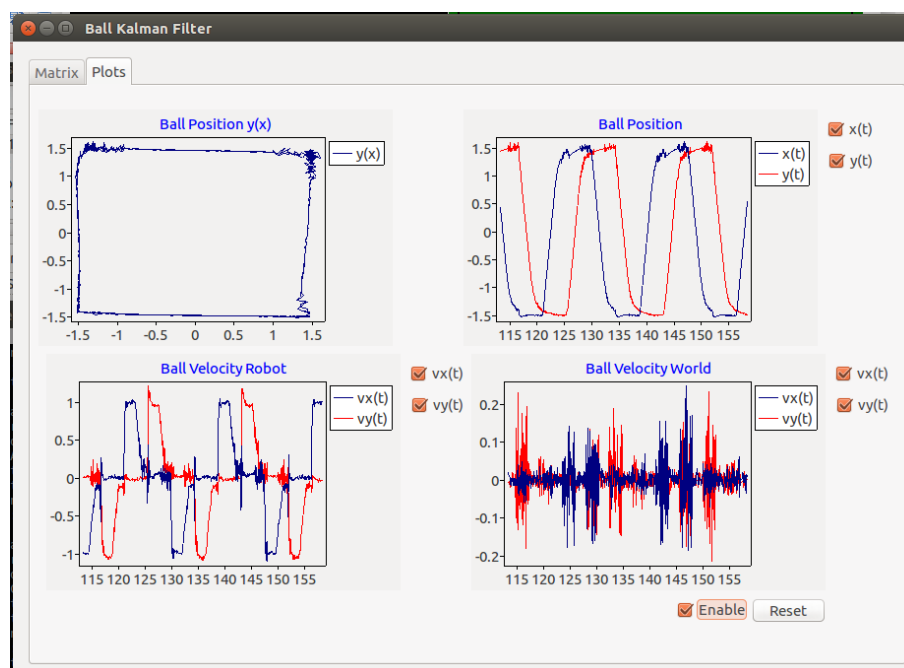 Ball Kalman Filter
Matrix Plots
Ball Position y(x)
y(x)
1.5
1
0.5
0
-0.5
-1
-1.5
-1.5 -1 -0.5 0 0.5 1 1.5
Ball Position
x(t)
y(t)
x(t)
y(t)
1.5
1
0.5
0
-0.5
-1
-1.5
115 120 125 130 135 140 145 150 155
Ball Velocity Robot
vx(t)
vy(t)
vx(t)
vy(t)
1
0.5
0
-0.5
-1
115 120 125 130 135 140 145 150 155
Ball Velocity World
vx(t)
vy(t)
vx(t)
vy(t)
0.2
0.1
0
-0.1
-0.2
115 120 125 130 135 140 145 150 155
Enable Reset